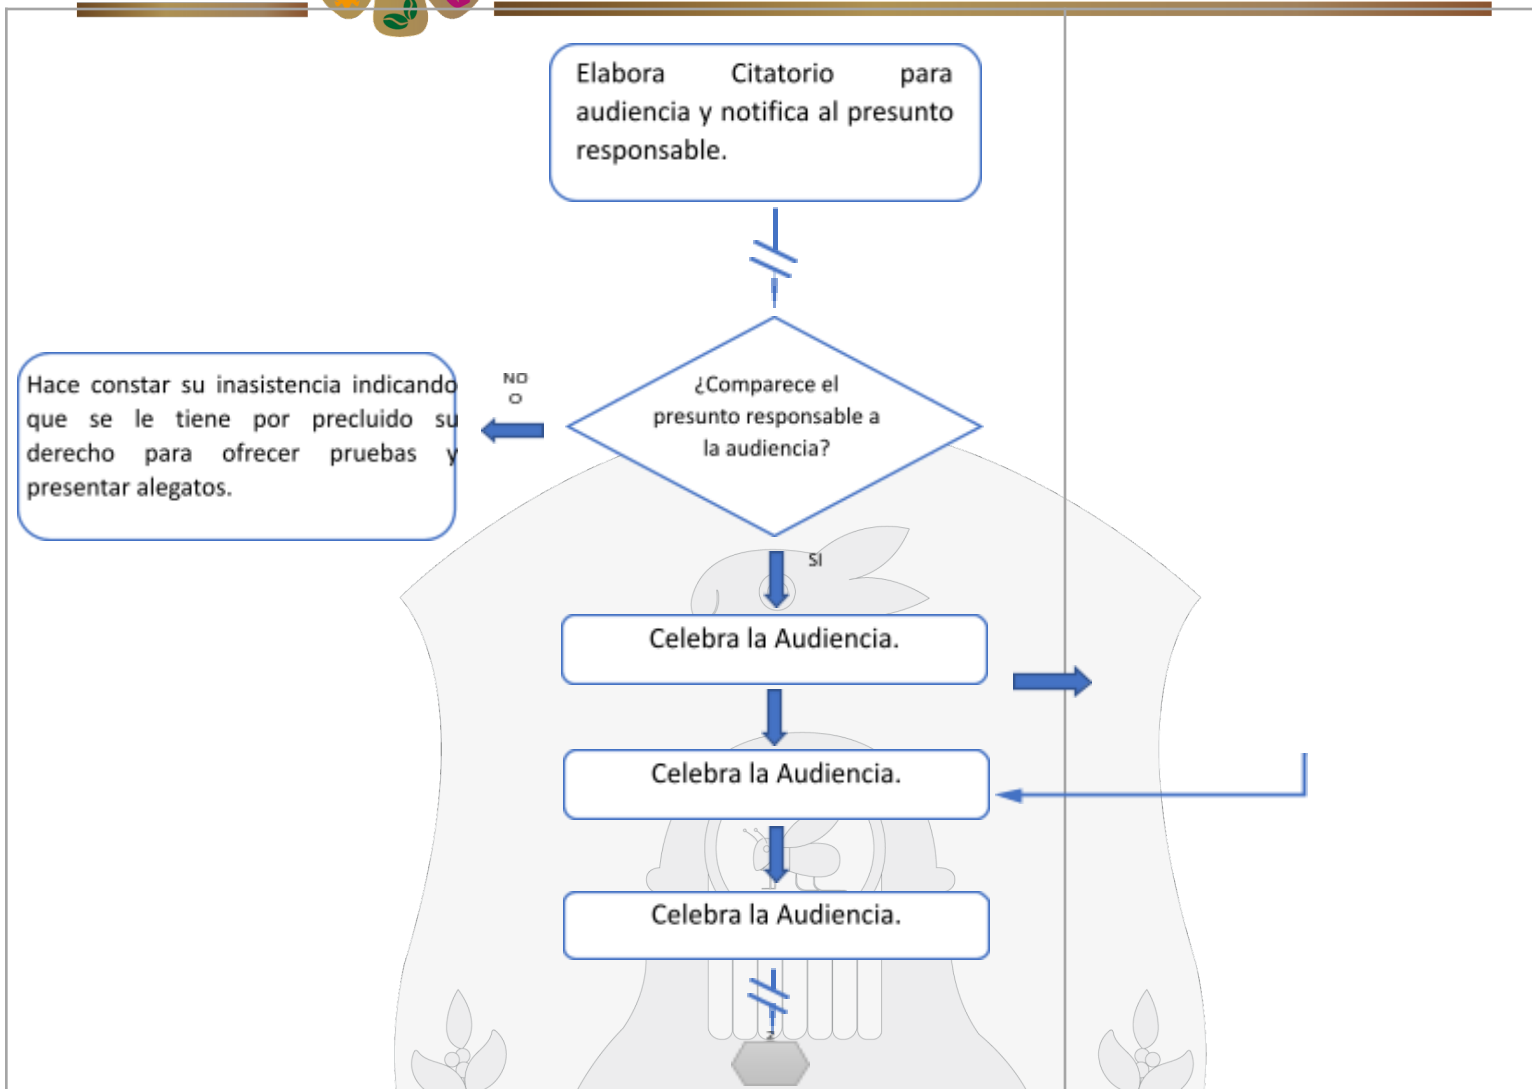 Elabora Citatorio para
audiencia y notifica al presunto
responsable.
¿Comparece el
presunto responsable a
la audiencia?
NO
O
Hace constar su inasistencia indicando
que se le tiene por precluido su
derecho para ofrecer pruebas y
presentar alegatos.
SI
Celebra la Audiencia.
Celebra la Audiencia.
Celebra la Audiencia.